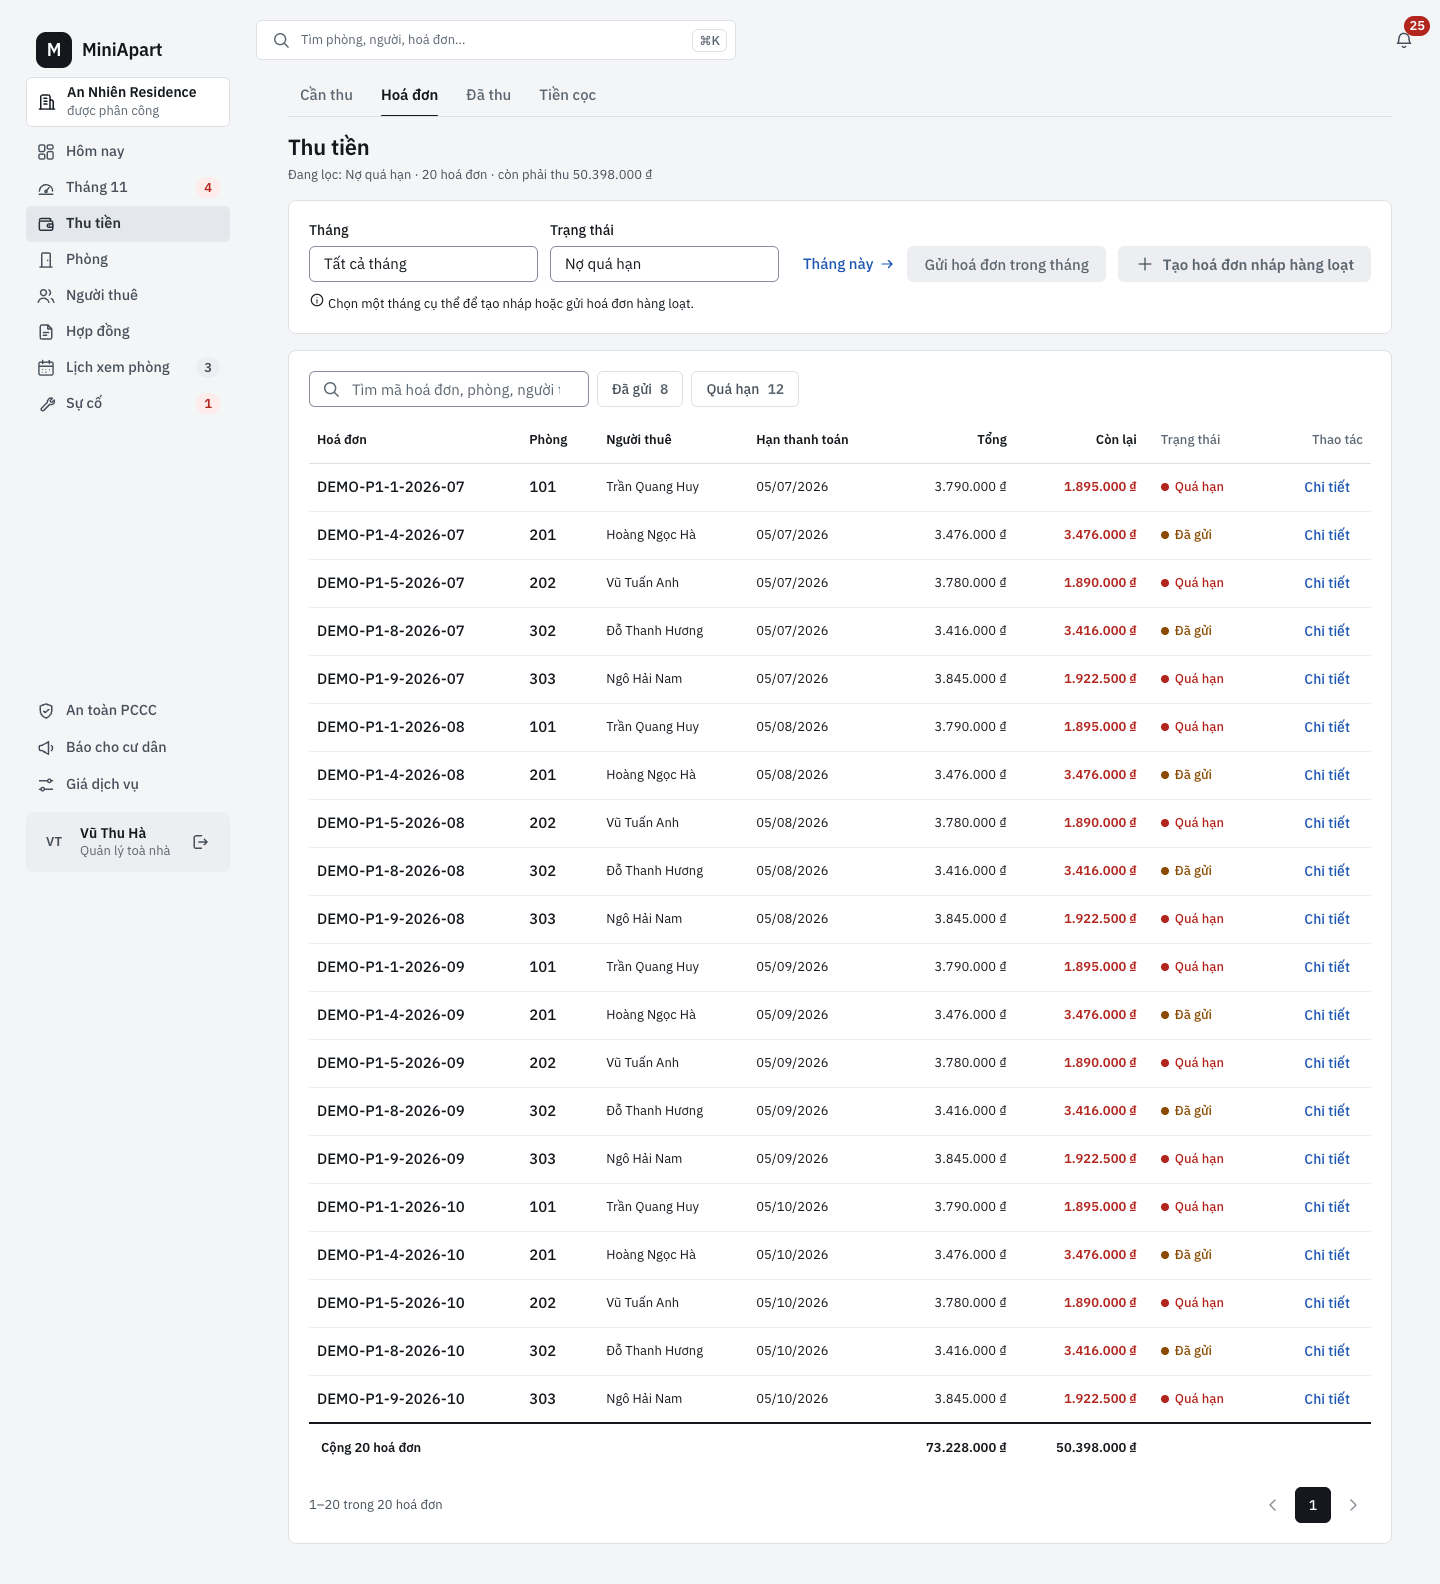 M MiniApart
Tìm phòng, người, hoá đơn... ⌘K
25
An Nhiên Residence
được phân công
Hôm nay
Tháng 11 4
Thu tiền
Phòng
Người thuê
Hợp đồng
Lịch xem phòng 3
Sự cố 1
An toàn PCCC
Báo cho cư dân
Giá dịch vụ
VT Vũ Thu Hà
Quản lý toà nhà
Cần thu Hoá đơn Đã thu Tiền cọc
Thu tiền
Đang lọc: Nợ quá hạn · 20 hoá đơn · còn phải thu 50.398.000 ₫
Tháng Trạng thái
Tất cả tháng Nợ quá hạn Tháng này → Gửi hoá đơn trong tháng + Tạo hoá đơn nháp hàng loạt
Chọn một tháng cụ thể để tạo nháp hoặc gửi hoá đơn hàng loạt.
Tìm mã hoá đơn, phòng, người Đã gửi 8 Quá hạn 12
Hoá đơn Phòng Người thuê Hạn thanh toán Tổng Còn lại Trạng thái Thao tác
DEMO-P1-1-2026-07 101 Trần Quang Huy 05/07/2026 3.790.000 ₫ 1.895.000 ₫ Quá hạn Chi tiết
DEMO-P1-4-2026-07 201 Hoàng Ngọc Hà 05/07/2026 3.476.000 ₫ 3.476.000 ₫ Đã gửi Chi tiết
DEMO-P1-5-2026-07 202 Vũ Tuấn Anh 05/07/2026 3.780.000 ₫ 1.890.000 ₫ Quá hạn Chi tiết
DEMO-P1-8-2026-07 302 Đỗ Thanh Hương 05/07/2026 3.416.000 ₫ 3.416.000 ₫ Đã gửi Chi tiết
DEMO-P1-9-2026-07 303 Ngô Hải Nam 05/07/2026 3.845.000 ₫ 1.922.500 ₫ Quá hạn Chi tiết
DEMO-P1-1-2026-08 101 Trần Quang Huy 05/08/2026 3.790.000 ₫ 1.895.000 ₫ Quá hạn Chi tiết
DEMO-P1-4-2026-08 201 Hoàng Ngọc Hà 05/08/2026 3.476.000 ₫ 3.476.000 ₫ Đã gửi Chi tiết
DEMO-P1-5-2026-08 202 Vũ Tuấn Anh 05/08/2026 3.780.000 ₫ 1.890.000 ₫ Quá hạn Chi tiết
DEMO-P1-8-2026-08 302 Đỗ Thanh Hương 05/08/2026 3.416.000 ₫ 3.416.000 ₫ Đã gửi Chi tiết
DEMO-P1-9-2026-08 303 Ngô Hải Nam 05/08/2026 3.845.000 ₫ 1.922.500 ₫ Quá hạn Chi tiết
DEMO-P1-1-2026-09 101 Trần Quang Huy 05/09/2026 3.790.000 ₫ 1.895.000 ₫ Quá hạn Chi tiết
DEMO-P1-4-2026-09 201 Hoàng Ngọc Hà 05/09/2026 3.476.000 ₫ 3.476.000 ₫ Đã gửi Chi tiết
DEMO-P1-5-2026-09 202 Vũ Tuấn Anh 05/09/2026 3.780.000 ₫ 1.890.000 ₫ Quá hạn Chi tiết
DEMO-P1-8-2026-09 302 Đỗ Thanh Hương 05/09/2026 3.416.000 ₫ 3.416.000 ₫ Đã gửi Chi tiết
DEMO-P1-9-2026-09 303 Ngô Hải Nam 05/09/2026 3.845.000 ₫ 1.922.500 ₫ Quá hạn Chi tiết
DEMO-P1-1-2026-10 101 Trần Quang Huy 05/10/2026 3.790.000 ₫ 1.895.000 ₫ Quá hạn Chi tiết
DEMO-P1-4-2026-10 201 Hoàng Ngọc Hà 05/10/2026 3.476.000 ₫ 3.476.000 ₫ Đã gửi Chi tiết
DEMO-P1-5-2026-10 202 Vũ Tuấn Anh 05/10/2026 3.780.000 ₫ 1.890.000 ₫ Quá hạn Chi tiết
DEMO-P1-8-2026-10 302 Đỗ Thanh Hương 05/10/2026 3.416.000 ₫ 3.416.000 ₫ Đã gửi Chi tiết
DEMO-P1-9-2026-10 303 Ngô Hải Nam 05/10/2026 3.845.000 ₫ 1.922.500 ₫ Quá hạn Chi tiết
Cộng 20 hoá đơn 73.228.000 ₫ 50.398.000 ₫
1–20 trong 20 hoá đơn 1